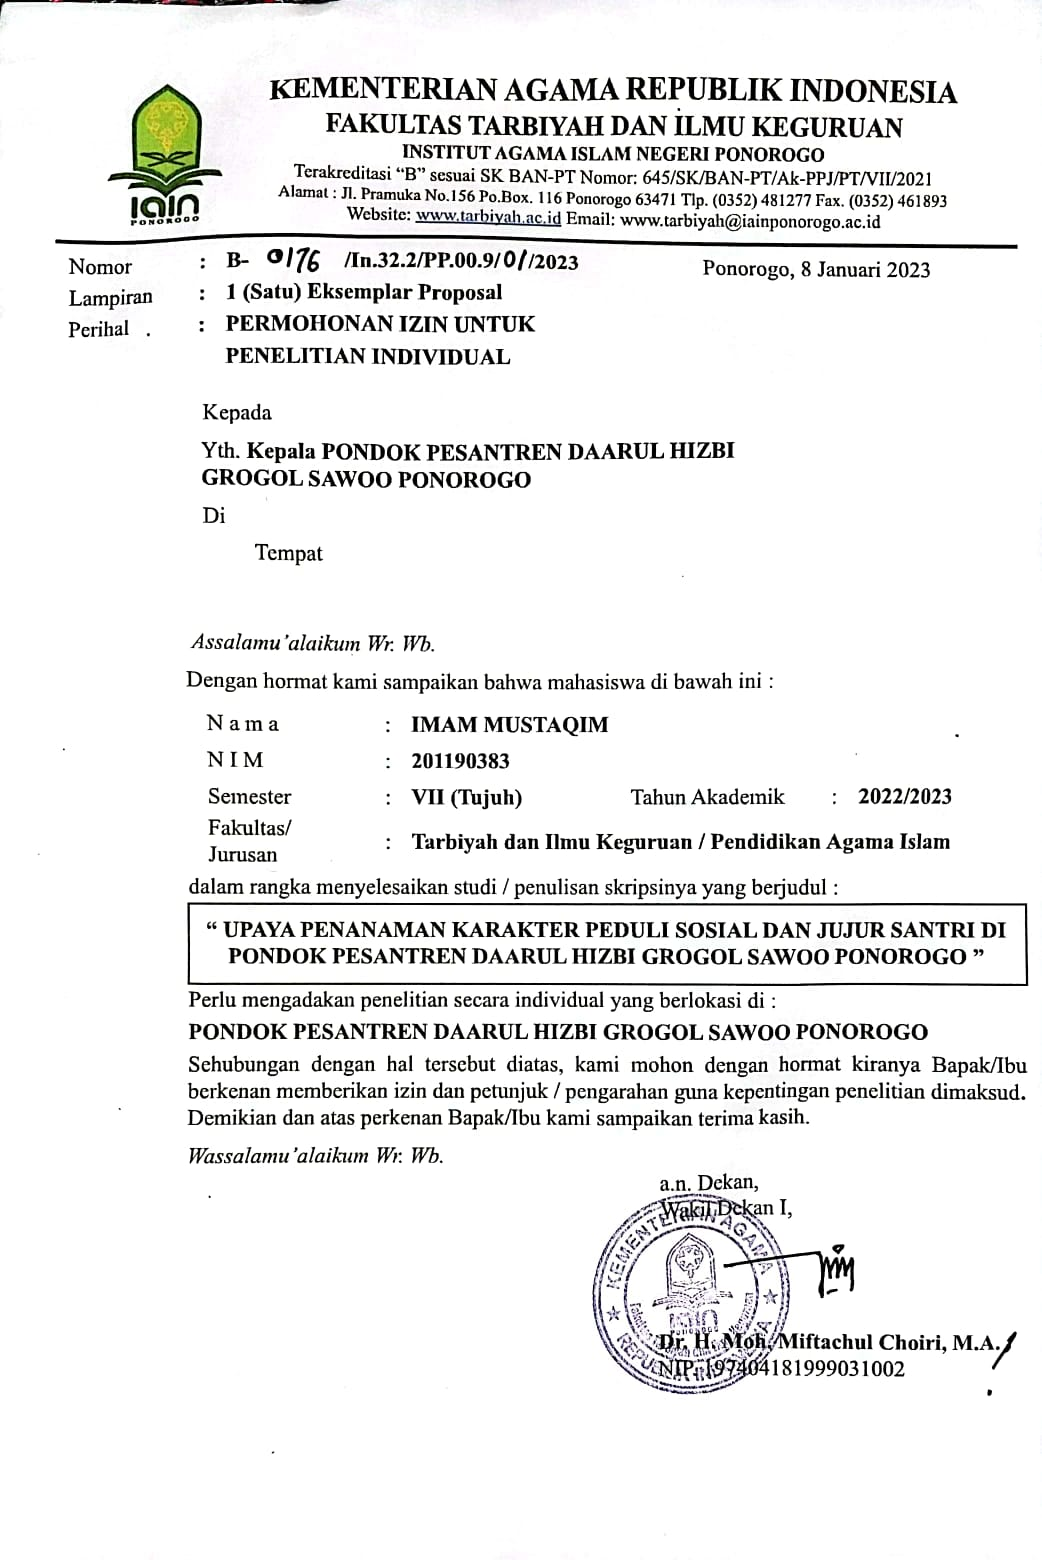 KEMENTERIAN AGAMA REPUBLIK INDONESIA
FAKULTAS TARBIYAH DAN İLMU KEGURUAN
INSTITUT AGAMA ISLAM NEGERI PONOROGO
Terakreditasi “B” sesuai SK BAN-PT Nomor: 645/SK/BAN-PT/Ak-PPJ/PT/VII/2021
Alamat : Jl. Pramuka No.156 Po.Box. 116 Ponorogo 63471 Tlp. (0352) 481277 Fax. (0352) 461893
Website: www.tarbiyah.ac.id Email: www.tarbiyah@iainponorogo.ac.id
iain
PONOROGO
Nomor : B- 0176 /In.32.2/PP.00.9/01/2023 Ponorogo, 8 Januari 2023
Lampiran : 1 (Satu) Eksemplar Proposal
Perihal . : PERMOHONAN IZIN UNTUK
PENELITIAN INDIVIDUAL
Kepada
Yth. Kepala PONDOK PESANTREN DAARUL HIZBI
GROGOL SAWOO PONOROGO
Di
Tempat
Assalamu’alaikum Wr. Wb.
Dengan hormat kami sampaikan bahwa mahasiswa di bawah ini :
N a m a : IMAM MUSTAQIM
N I M : 201190383
Semester : VII (Tujuh) Tahun Akademik : 2022/2023
Fakultas/
Jurusan : Tarbiyah dan Ilmu Keguruan / Pendidikan Agama Islam
dalam rangka menyelesaikan studi / penulisan skripsinya yang berjudul :
“ UPAYA PENANAMAN KARAKTER PEDULI SOSIAL DAN JUJUR SANTRI DI
PONDOK PESANTREN DAARUL HIZBI GROGOL SAWOO PONOROGO ”
Perlu mengadakan penelitian secara individual yang berlokasi di :
PONDOK PESANTREN DAARUL HIZBI GROGOL SAWOO PONOROGO
Sehubungan dengan hal tersebut diatas, kami mohon dengan hormat kiranya Bapak/Ibu
berkenan memberikan izin dan petunjuk / pengarahan guna kepentingan penelitian dimaksud.
Demikian dan atas perkenan Bapak/Ibu kami sampaikan terima kasih.
Wassalamu’alaikum Wr. Wb.
a.n. Dekan,
Wakil Dekan I,
KEMENTERIAN AGAMA
Dr. H. Moh. Miftachul Choiri, M.A.
NIP. 197404181999031002